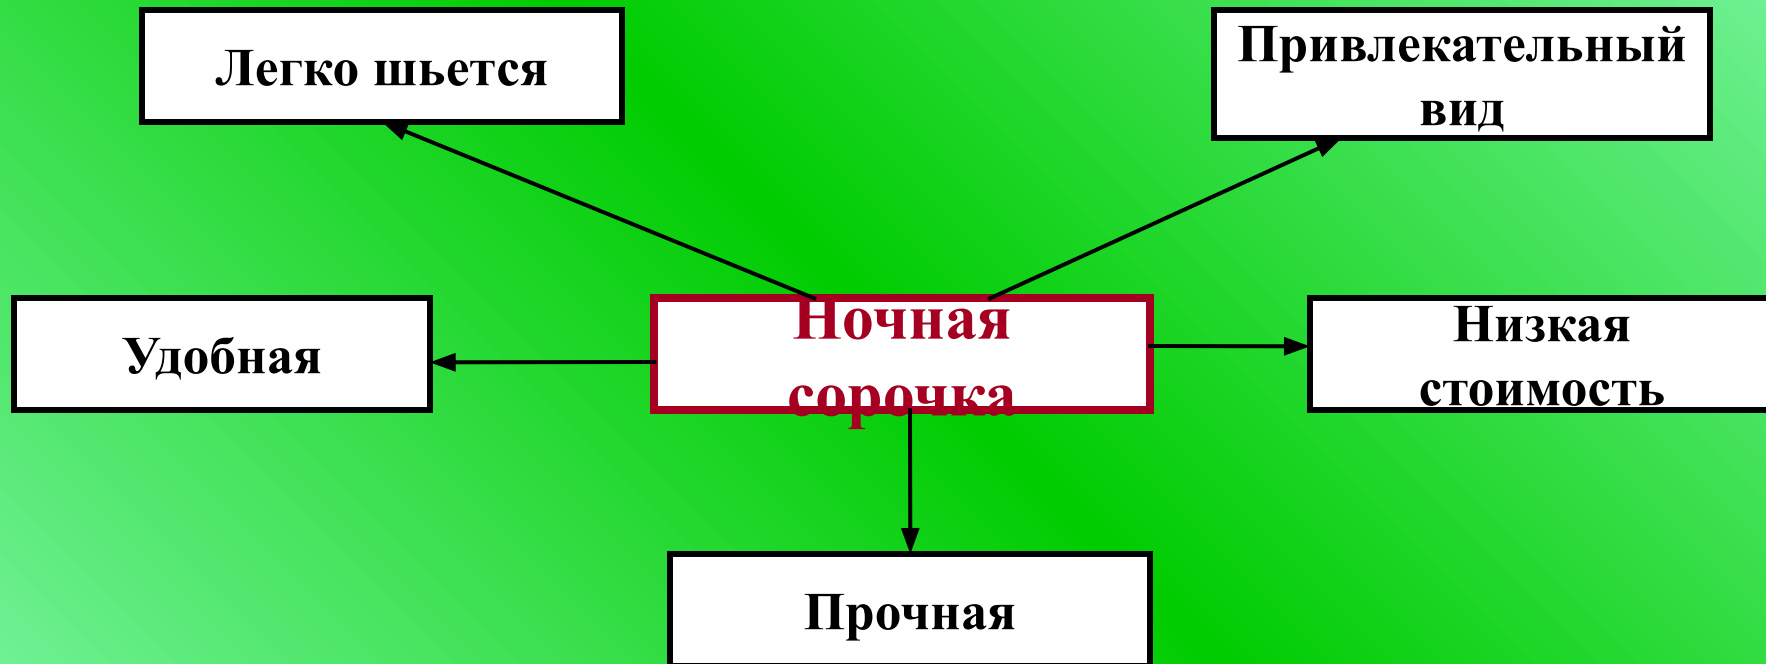 Легко шьется
Привлекательный
вид
Удобная
Ночная
сорочка
Низкая
стоимость
Прочная